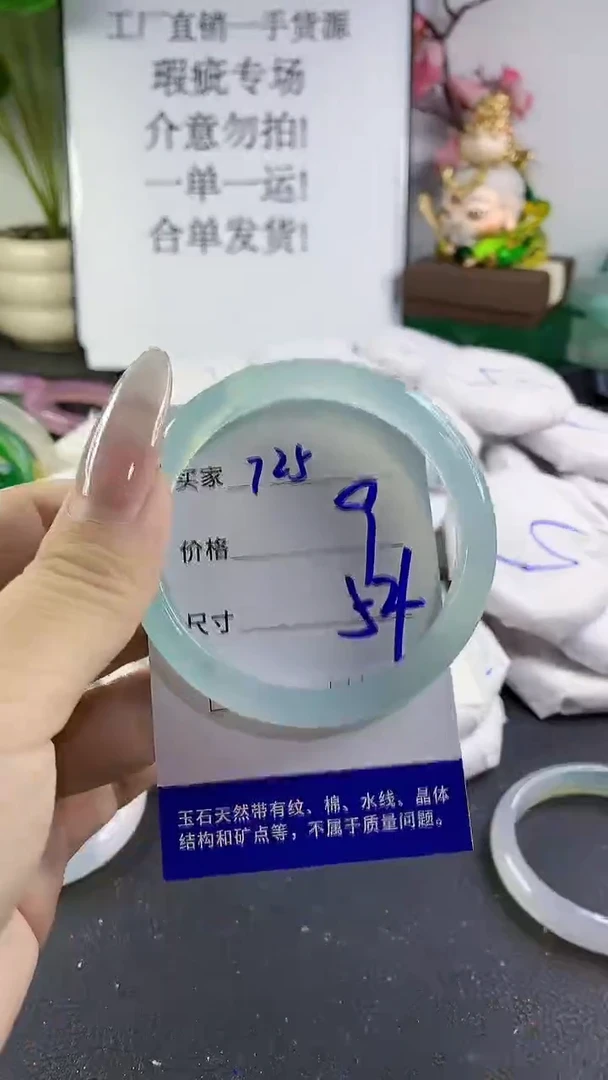 工厂直销一手货源
瑕疵专场
介意勿拍!
一单一运!
合单发货!
买家 725
9
价格
尺寸 54
玉石天然带有纹、棉、水线、晶体
结构和矿点等，不属于质量问题。